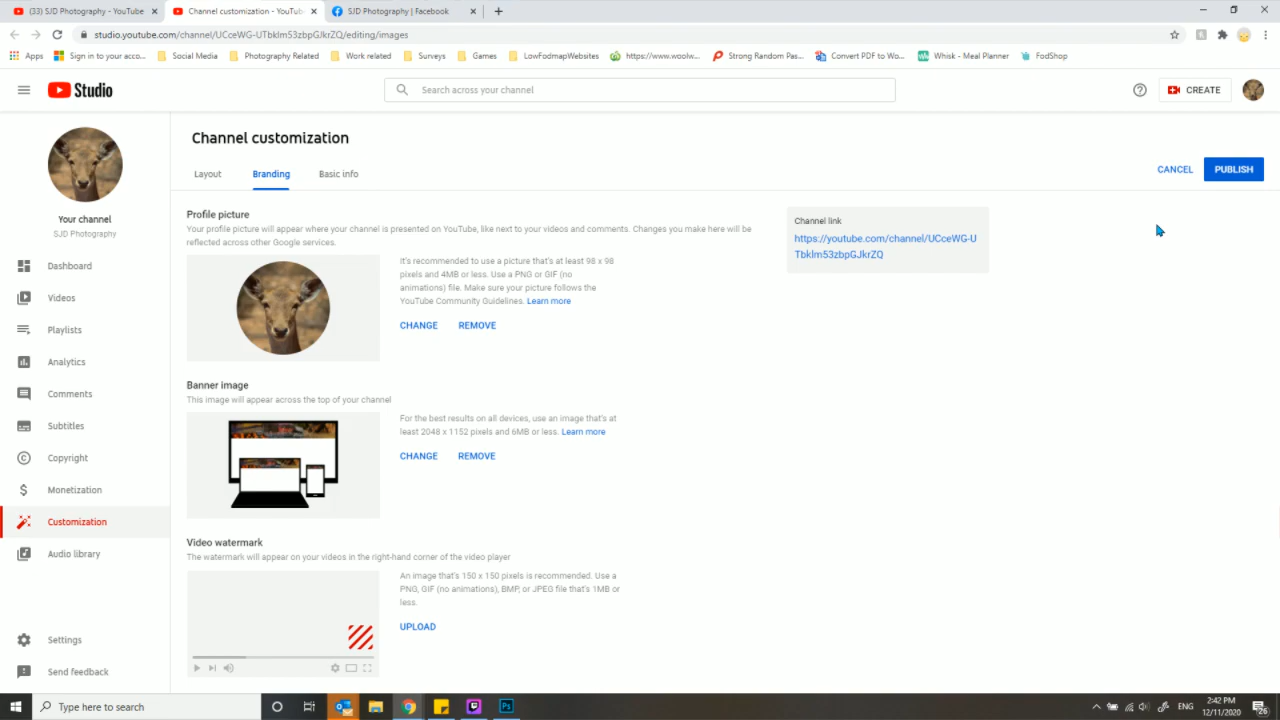 (33) SJD Photography - YouTube
Channel customization - YouTub
SJD Photography | Facebook
studio.youtube.com/channel/UCceWG-UTbklm53zbpGJkrZQ/editing/images
Apps
Sign in to your acco...
Social Media
Photography Related
Work related
Surveys
Games
LowFodmapWebsites
https://www.woolw...
Strong Random Pas...
Convert PDF to Wo...
Whisk - Meal Planner
FodShop
Studio
Search across your channel
CREATE
Your channel
SJD Photography
Dashboard
Videos
Playlists
Analytics
Comments
Subtitles
Copyright
Monetization
Customization
Audio library
Settings
Send feedback
Channel customization
Layout
Branding
Basic info
CANCEL
PUBLISH
Profile picture
Your profile picture will appear where your channel is presented on YouTube, like next to your videos and comments. Changes you make here will be
reflected across other Google services.
It's recommended to use a picture that's at least 98 x 98
pixels and 4MB or less. Use a PNG or GIF (no
animations) file. Make sure your picture follows the
YouTube Community Guidelines. Learn more
CHANGE
REMOVE
Channel link
https://youtube.com/channel/UCceWG-U
Tbklm53zbpGJkrZQ
Banner image
This image will appear across the top of your channel
For the best results on all devices, use an image that's at
least 2048 x 1152 pixels and 6MB or less. Learn more
CHANGE
REMOVE
Video watermark
The watermark will appear on your videos in the right-hand corner of the video player
An image that's 150 x 150 pixels is recommended. Use a
PNG, GIF (no animations), BMP, or JPEG file that's 1MB or
less.
UPLOAD
Type here to search
Ps
ENG
2:42 PM
12/11/2020
26